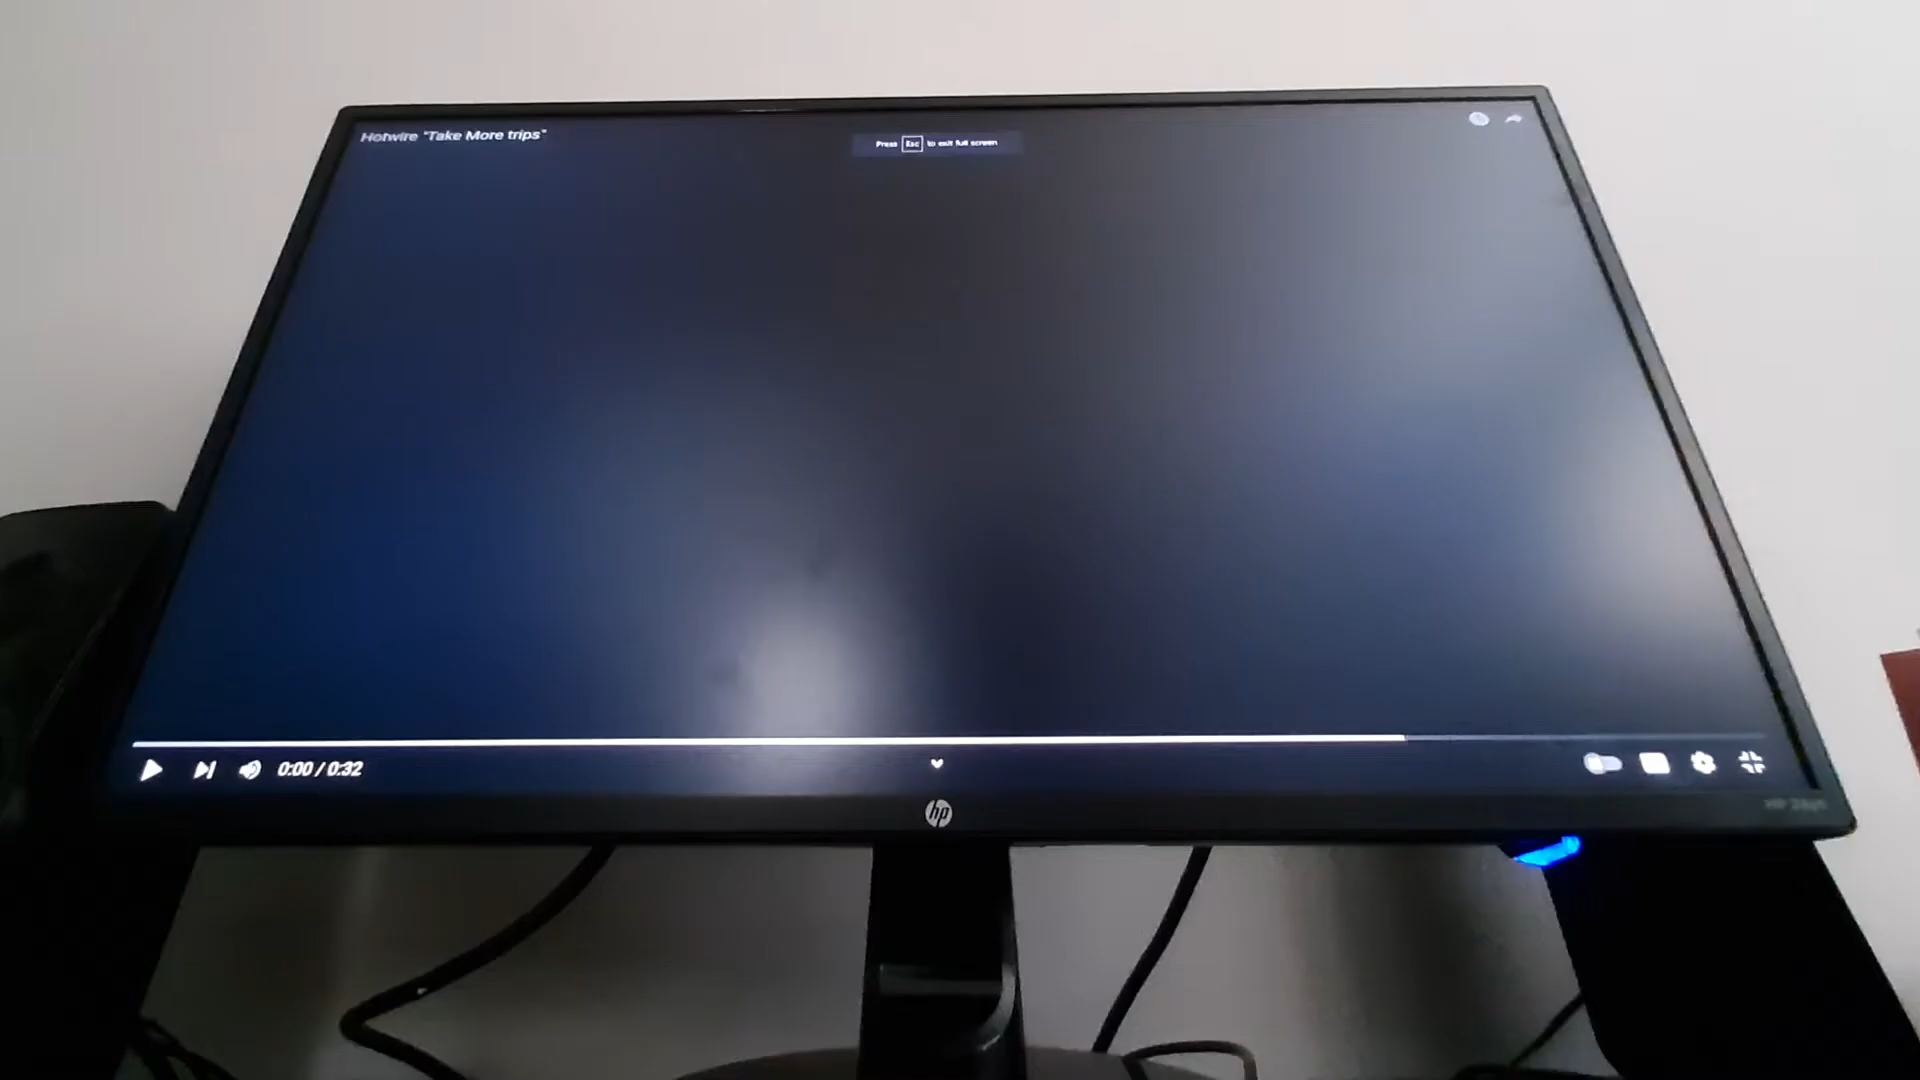 Hotwire "Take More trips"
Press Esc to exit full screen
0:00 / 0:32
hp